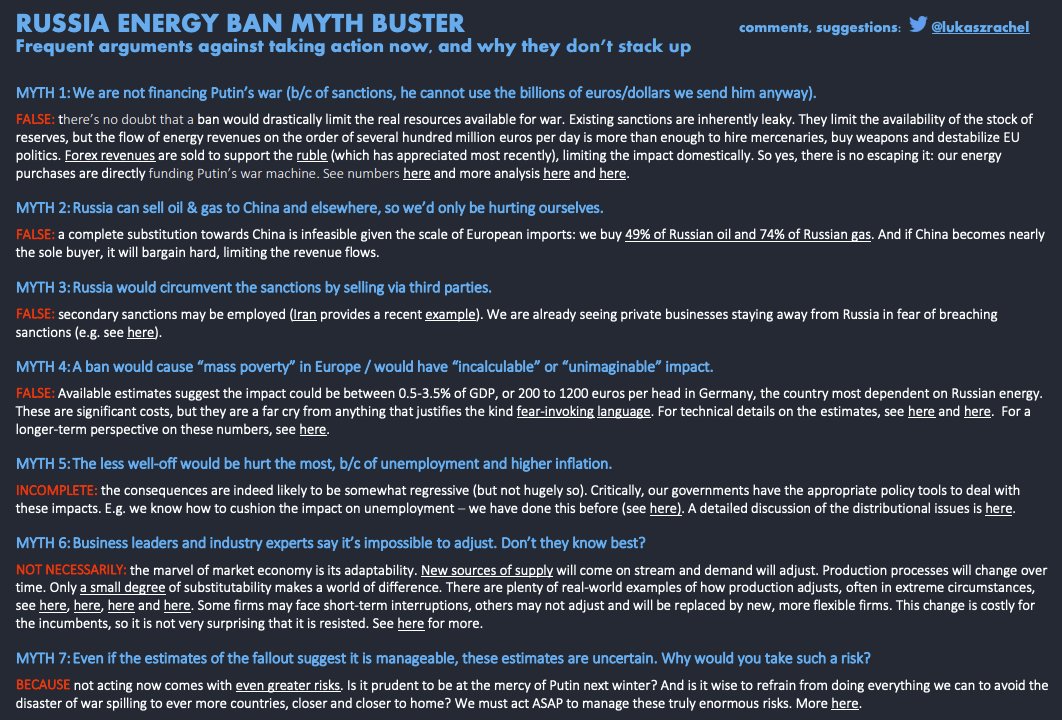 RUSSIA ENERGY BAN MYTH BUSTER
comments, suggestions: @lukaszrachel
Frequent arguments against taking action now, and why they don't stack up
MYTH 1: We are not financing Putin's war (b/c of sanctions, he cannot use the billions of euros/dollars we send him anyway).
FALSE: there's no doubt that a ban would drastically limit the real resources available for war. Existing sanctions are inherently leaky. They limit the availability of the stock of
reserves, but the flow of energy revenues on the order of several hundred million euros per day is more than enough to hire mercenaries, buy weapons and destabilize EU
politics. Forex revenues are sold to support the ruble (which has appreciated most recently), limiting the impact domestically. So yes, there is no escaping it: our energy
purchases are directly funding Putin's war machine. See numbers here and more analysis here and here.
MYTH 2: Russia can sell oil & gas to China and elsewhere, so we'd only be hurting ourselves.
FALSE: a complete substitution towards China is infeasible given the scale of European imports: we buy 49% of Russian oil and 74% of Russian gas. And if China becomes nearly
the sole buyer, it will bargain hard, limiting the revenue flows.
MYTH 3: Russia would circumvent the sanctions by selling via third parties.
FALSE: secondary sanctions may be employed (Iran provides a recent example). We are already seeing private businesses staying away from Russia in fear of breaching
sanctions (e.g. see here).
MYTH 4: A ban would cause "mass poverty" in Europe / would have "incalculable" or "unimaginable" impact.
FALSE: Available estimates suggest the impact could be between 0.5-3.5% of GDP, or 200 to 1200 euros per head in Germany, the country most dependent on Russian energy.
These are significant costs, but they are a far cry from anything that justifies the kind fear-invoking language. For technical details on the estimates, see here and here. For a
longer-term perspective on these numbers, see here.
MYTH 5: The less well-off would be hurt the most, b/c of unemployment and higher inflation.
INCOMPLETE: the consequences are indeed likely to be somewhat regressive (but not hugely so). Critically, our governments have the appropriate policy tools to deal with
these impacts. E.g. we know how to cushion the impact on unemployment – we have done this before (see here). A detailed discussion of the distributional issues is here.
MYTH 6: Business leaders and industry experts say it's impossible to adjust. Don't they know best?
NOT NECESSARILY: the marvel of market economy is its adaptability. New sources of supply will come on stream and demand will adjust. Production processes will change over
time. Only a small degree of substitutability makes a world of difference. There are plenty of real-world examples of how production adjusts, often in extreme circumstances,
see here, here, here and here. Some firms may face short-term interruptions, others may not adjust and will be replaced by new, more flexible firms. This change is costly for
the incumbents, so it is not very surprising that it is resisted. See here for more.
MYTH 7: Even if the estimates of the fallout suggest it is manageable, these estimates are uncertain. Why would you take such a risk?
BECAUSE not acting now comes with even greater risks. Is it prudent to be at the mercy of Putin next winter? And is it wise to refrain from doing everything we can to avoid the
disaster of war spilling to ever more countries, closer and closer to home? We must act ASAP to manage these truly enormous risks. More here.